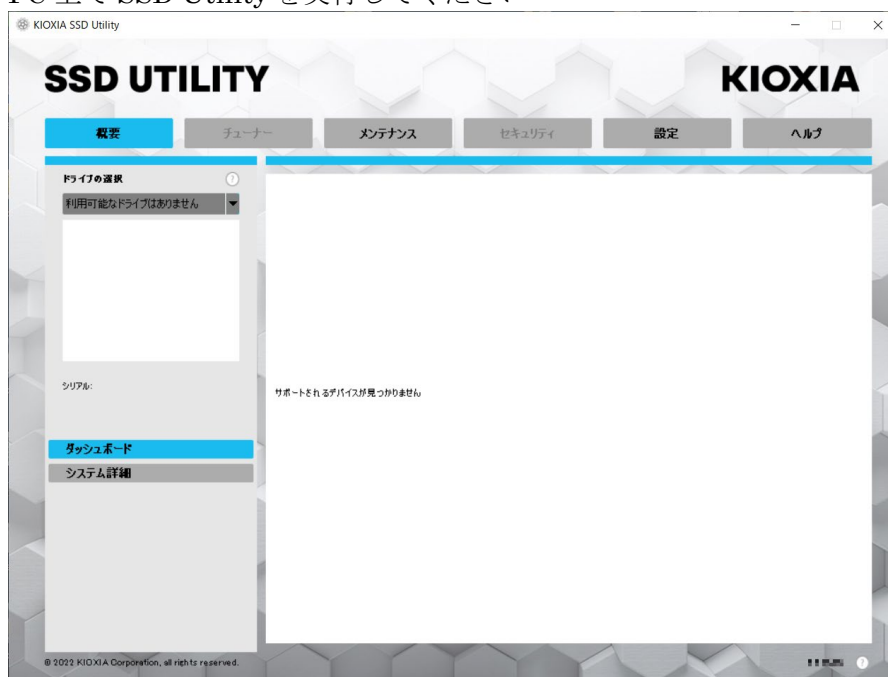 PC 上で SSD Utility を実行してください
KIOXIA SSD Utility
SSD UTILITY
KIOXIA
概要
チューナー
メンテナンス
セキュリティ
設定
ヘルプ
ドライブの選択
?
利用可能なドライブはありません
シリアル:
サポートされるデバイスが見つかりません
ダッシュボード
システム詳細
© 2022 KIOXIA Corporation, all rights reserved.
?